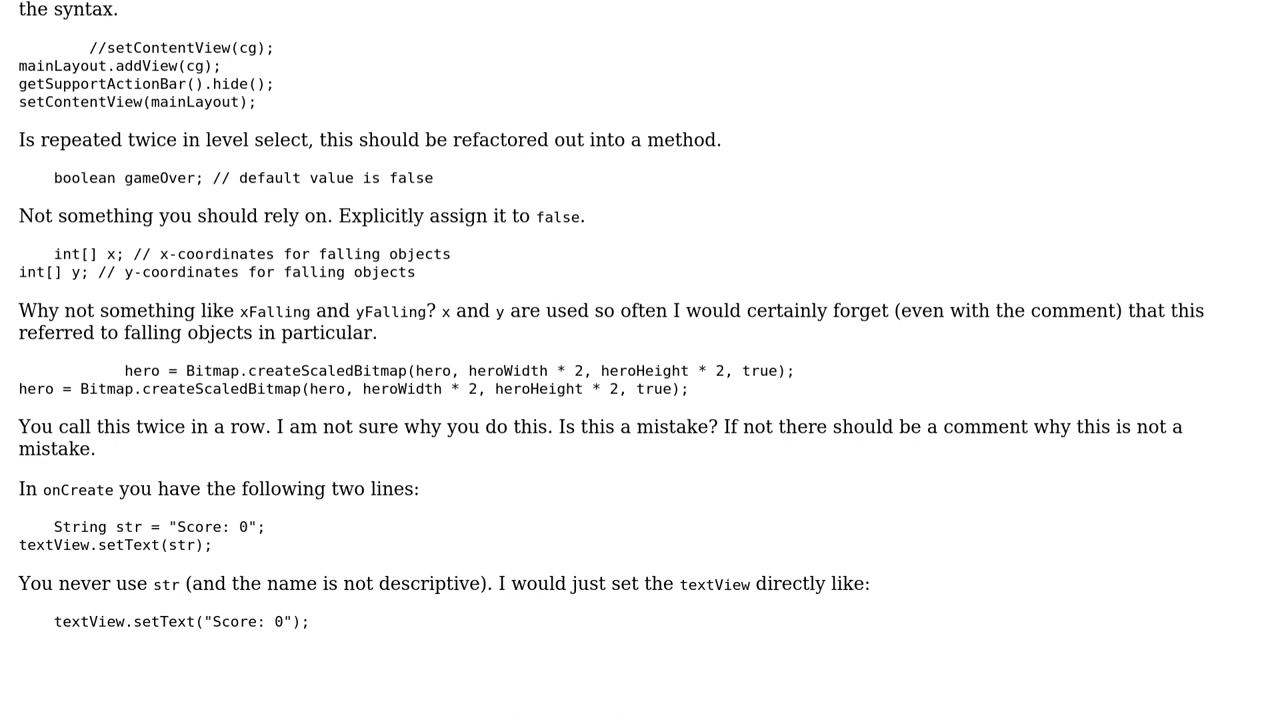 the syntax.
//setContentView(cg);
mainLayout.addView(cg);
getSupportActionBar().hide();
setContentView(mainLayout);
Is repeated twice in level select, this should be refactored out into a method.
boolean gameOver; // default value is false
Not something you should rely on. Explicitly assign it to false.
int[] x; // x-coordinates for falling objects
int[] y; // y-coordinates for falling objects
Why not something like xFalling and yFalling? x and y are used so often I would certainly forget (even with the comment) that this
referred to falling objects in particular.
hero = Bitmap.createScaledBitmap(hero, heroWidth * 2, heroHeight * 2, true);
hero = Bitmap.createScaledBitmap(hero, heroWidth * 2, heroHeight * 2, true);
You call this twice in a row. I am not sure why you do this. Is this a mistake? If not there should be a comment why this is not a
mistake.
In onCreate you have the following two lines:
String str = "Score: 0";
textView.setText(str);
You never use str (and the name is not descriptive). I would just set the textView directly like:
textView.setText("Score: 0");